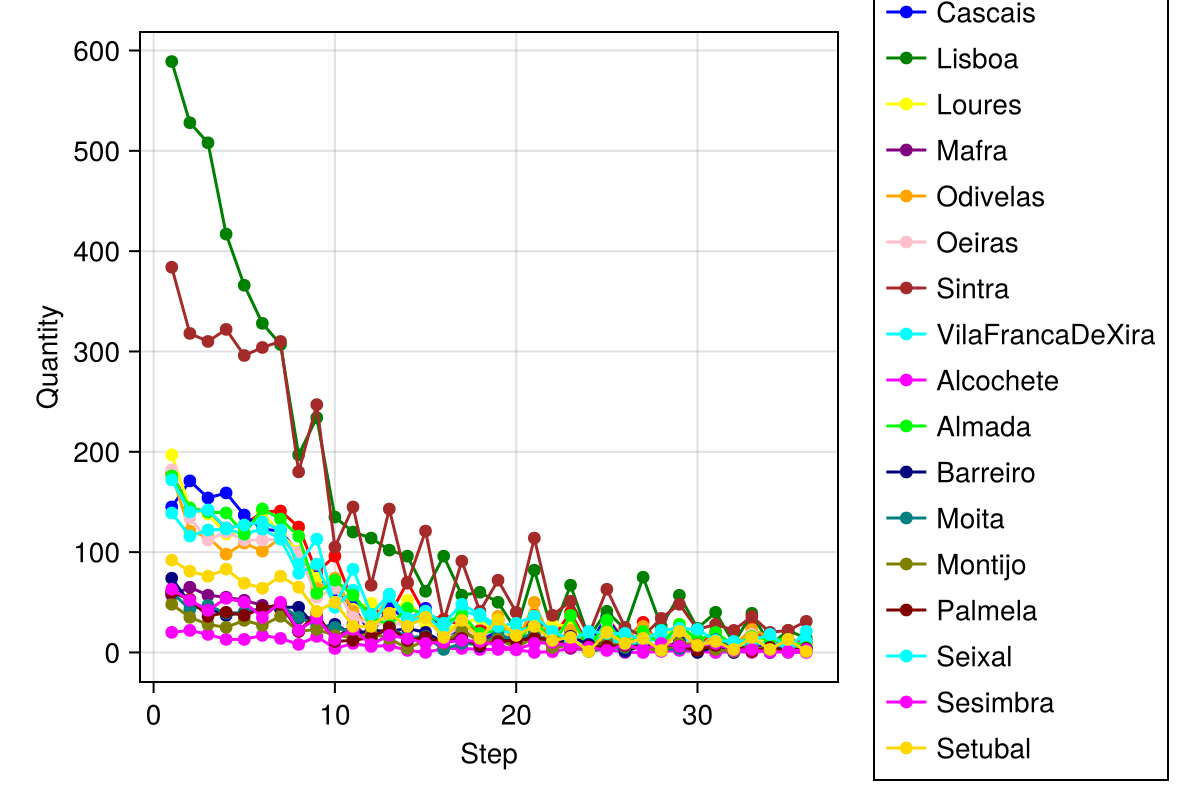 600
500
400
300
200
100
0
Quantity
0 10 20 30
Step
Cascais
Lisboa
Loures
Mafra
Odivelas
Oeiras
Sintra
VilaFrancaDeXira
Alcochete
Almada
Barreiro
Moita
Montijo
Palmela
Seixal
Sesimbra
Setubal